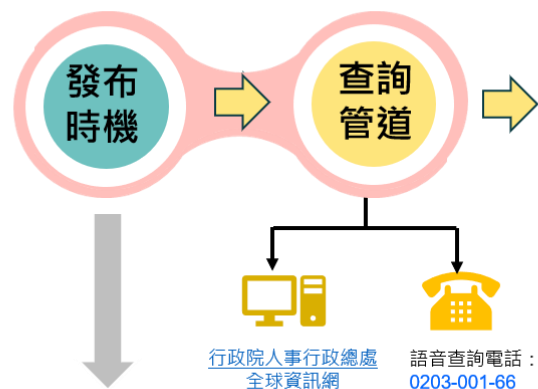 發布
時機
查詢
管道
行政院人事行政總處
全球資訊網
語音查詢電話：
0203-001-66